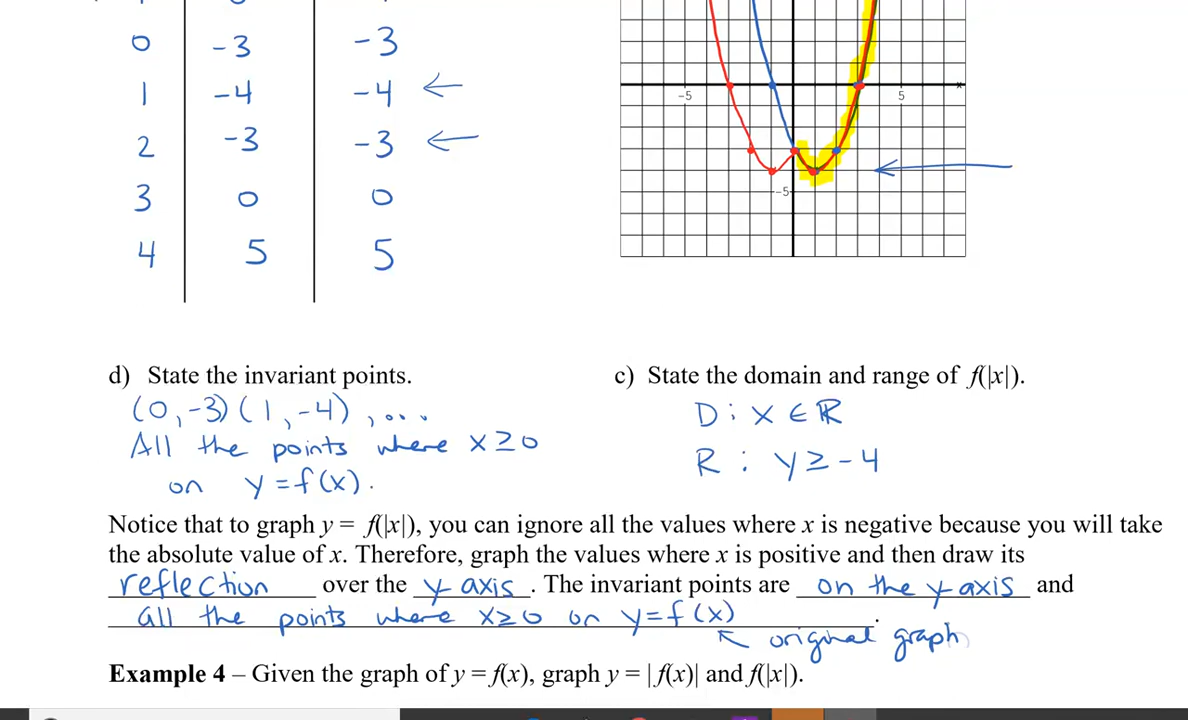 0 -3 -3
1 -4 -4 ←
2 -3 -3 ←
3 0 0
4 5 5
-5 5 x
-5
d) State the invariant points.
(0,-3)(1,-4),...
All the points where x≥0
on y=f(x).
c) State the domain and range of f(|x|).
D: x ∈ ℝ
R: y≥-4
Notice that to graph y = f(|x|), you can ignore all the values where x is negative because you will take
the absolute value of x. Therefore, graph the values where x is positive and then draw its
reflection over the y axis. The invariant points are on the y axis and
all the points where x≥0 on y=f(x).
↖ original graph
Example 4 – Given the graph of y = f(x), graph y = |f(x)| and f(|x|).